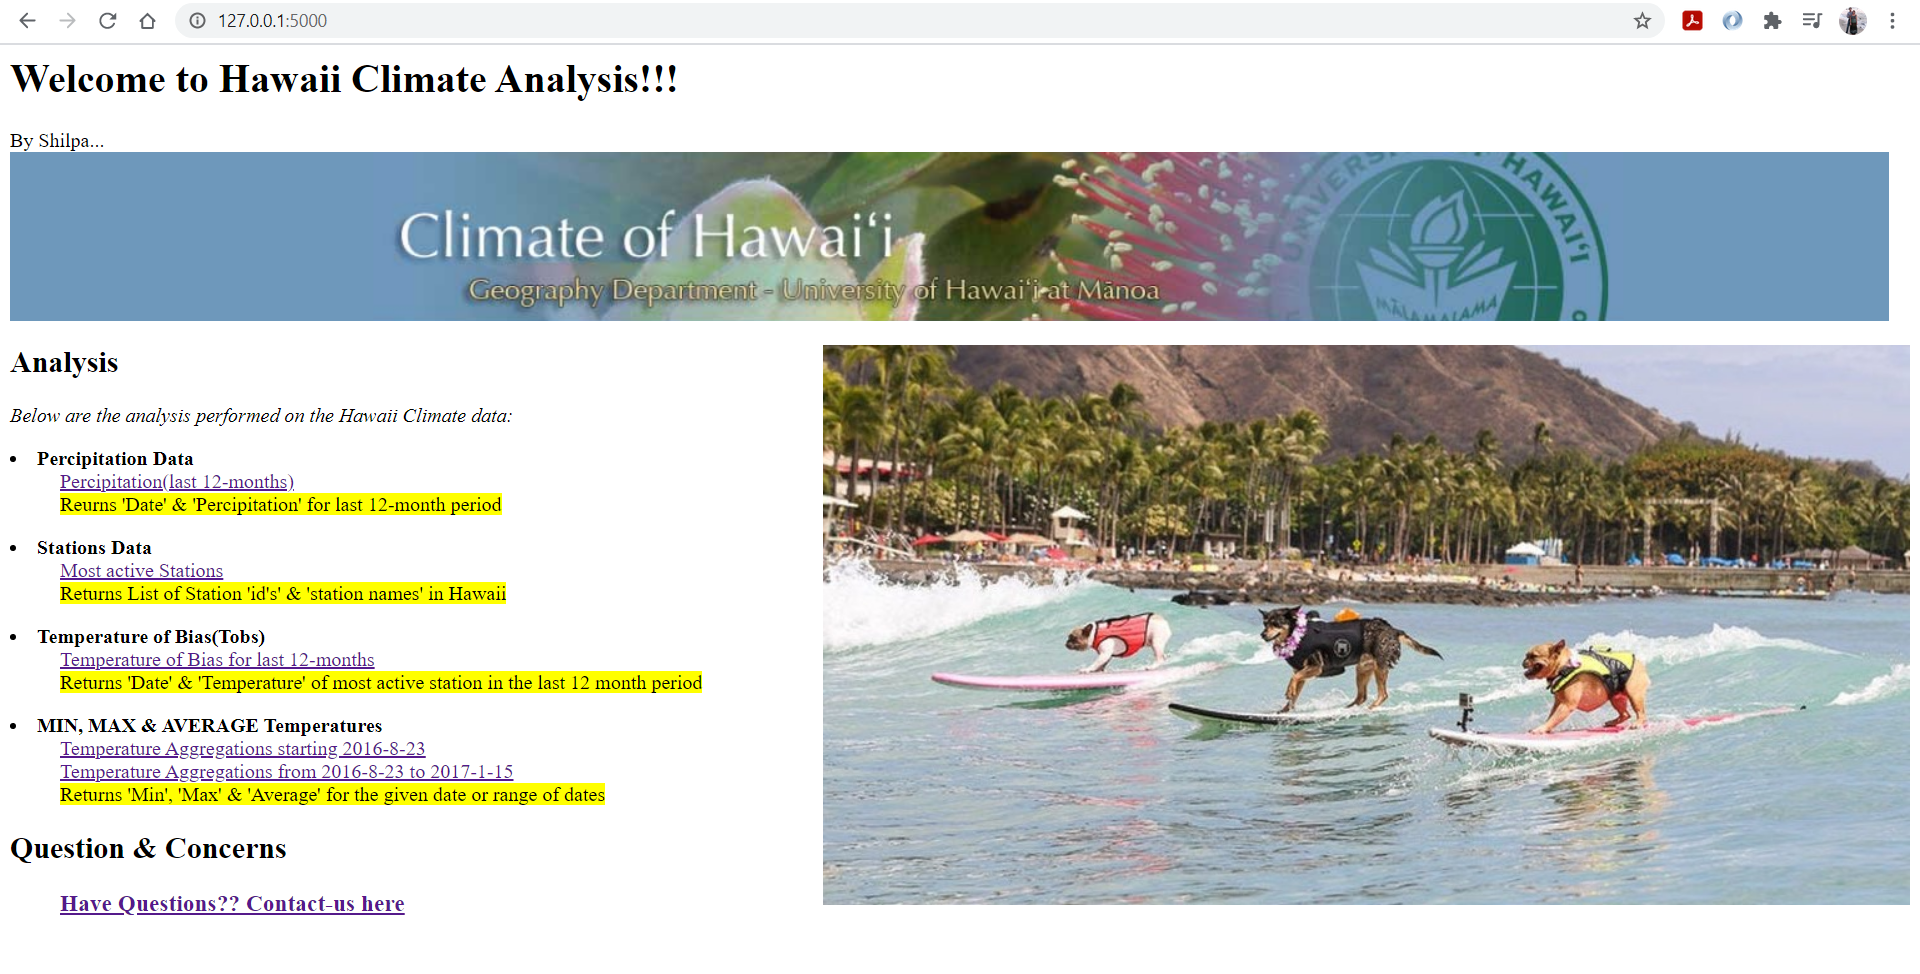 127.0.0.1:5000
Welcome to Hawaii Climate Analysis!!!
By Shilpa...
Climate of Hawaiʻi
Geography Department - University of Hawaiʻi at Mānoa
HAWAIʻI
MĀLAMALAMA
Analysis
Below are the analysis performed on the Hawaii Climate data:
Percipitation Data
Percipitation(last 12-months)
Reurns 'Date' & 'Percipitation' for last 12-month period
Stations Data
Most active Stations
Returns List of Station 'id's' & 'station names' in Hawaii
Temperature of Bias(Tobs)
Temperature of Bias for last 12-months
Returns 'Date' & 'Temperature' of most active station in the last 12 month period
MIN, MAX & AVERAGE Temperatures
Temperature Aggregations starting 2016-8-23
Temperature Aggregations from 2016-8-23 to 2017-1-15
Returns 'Min', 'Max' & 'Average' for the given date or range of dates
Question & Concerns
Have Questions?? Contact-us here